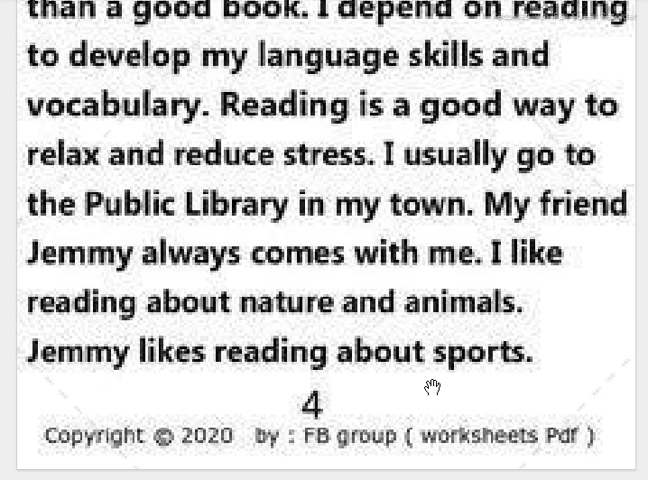 than a good book. I depend on reading
to develop my language skills and
vocabulary. Reading is a good way to
relax and reduce stress. I usually go to
the Public Library in my town. My friend
Jemmy always comes with me. I like
reading about nature and animals.
Jemmy likes reading about sports.
4
Copyright © 2020 by : FB group ( worksheets Pdf )